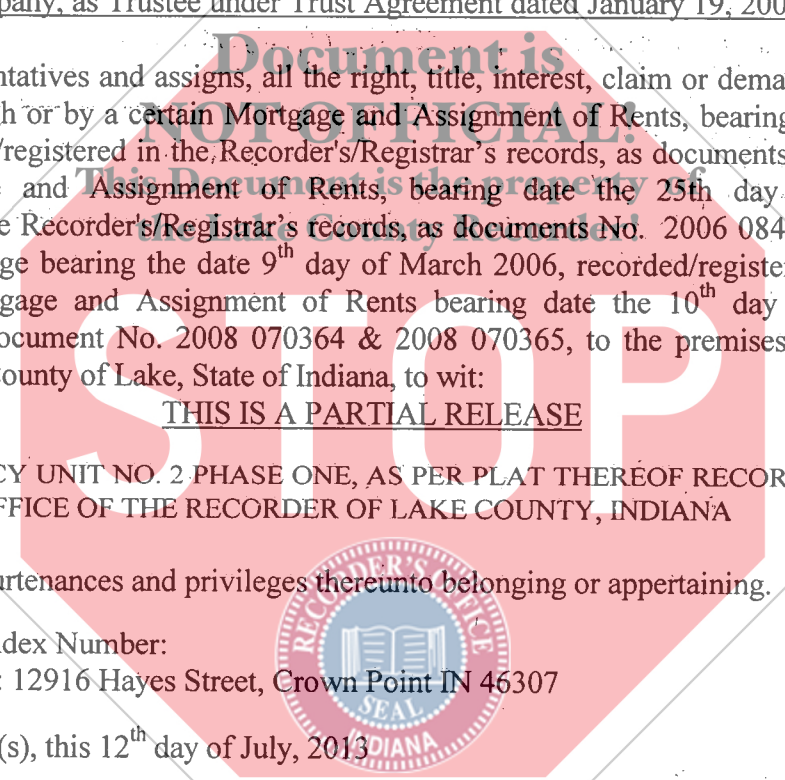 pany, as Trustee under Trust Agreement dated January 19, 200
Document is
ntatives and assigns, all the right, title, interest, claim or dema
NOT OFFICIAL!
h or by a certain Mortgage and Assignment of Rents, bearing
/registered in the Recorder's/Registrar's records, as documents
This Document is the property of
and Assignment of Rents, bearing date the 25th day
the Lake County Recorder!
e Recorder's/Registrar's records, as documents No. 2006 084
ge bearing the date 9th day of March 2006, recorded/registe
gage and Assignment of Rents bearing date the 10th day
ocument No. 2008 070364 & 2008 070365, to the premises
STOP
ounty of Lake, State of Indiana, to wit:
THIS IS A PARTIAL RELEASE
CY UNIT NO. 2 PHASE ONE, AS PER PLAT THEREOF RECOR
FFICE OF THE RECORDER OF LAKE COUNTY, INDIANA
urtenances and privileges thereunto belonging or appertaining.
RECORDER'S OFFICE
ndex Number:
: 12916 Hayes Street, Crown Point IN 46307
SEAL
INDIANA
(s), this 12th day of July, 2013